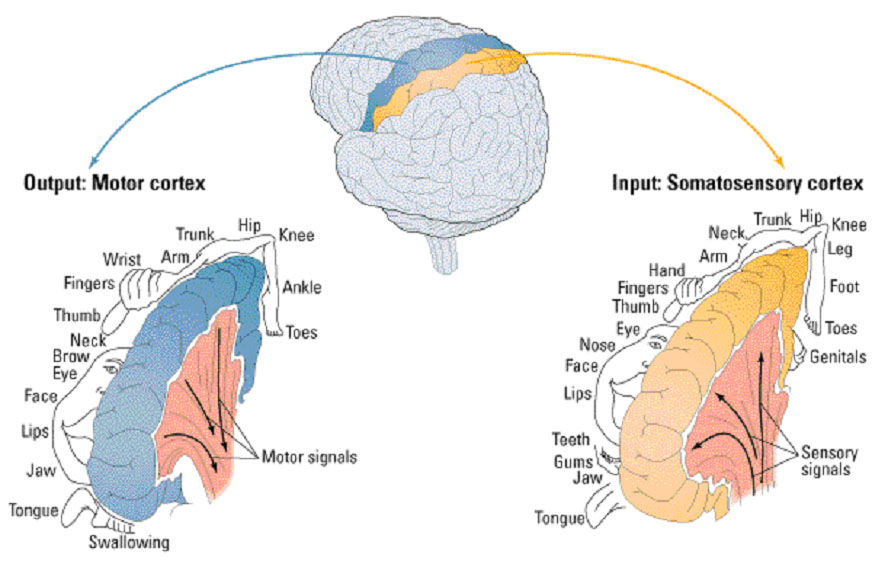 Output: Motor cortex
Input: Somatosensory cortex
Trunk
Hip
Knee
Wrist
Arm
Fingers
Ankle
Thumb
Toes
Neck
Brow
Eye
Face
Lips
Motor signals
Jaw
Tongue
Swallowing
Trunk
Hip
Knee
Neck
Leg
Arm
Hand
Fingers
Foot
Thumb
Eye
Toes
Nose
Genitals
Face
Lips
Teeth
Gums
Sensory
signals
Jaw
Tongue